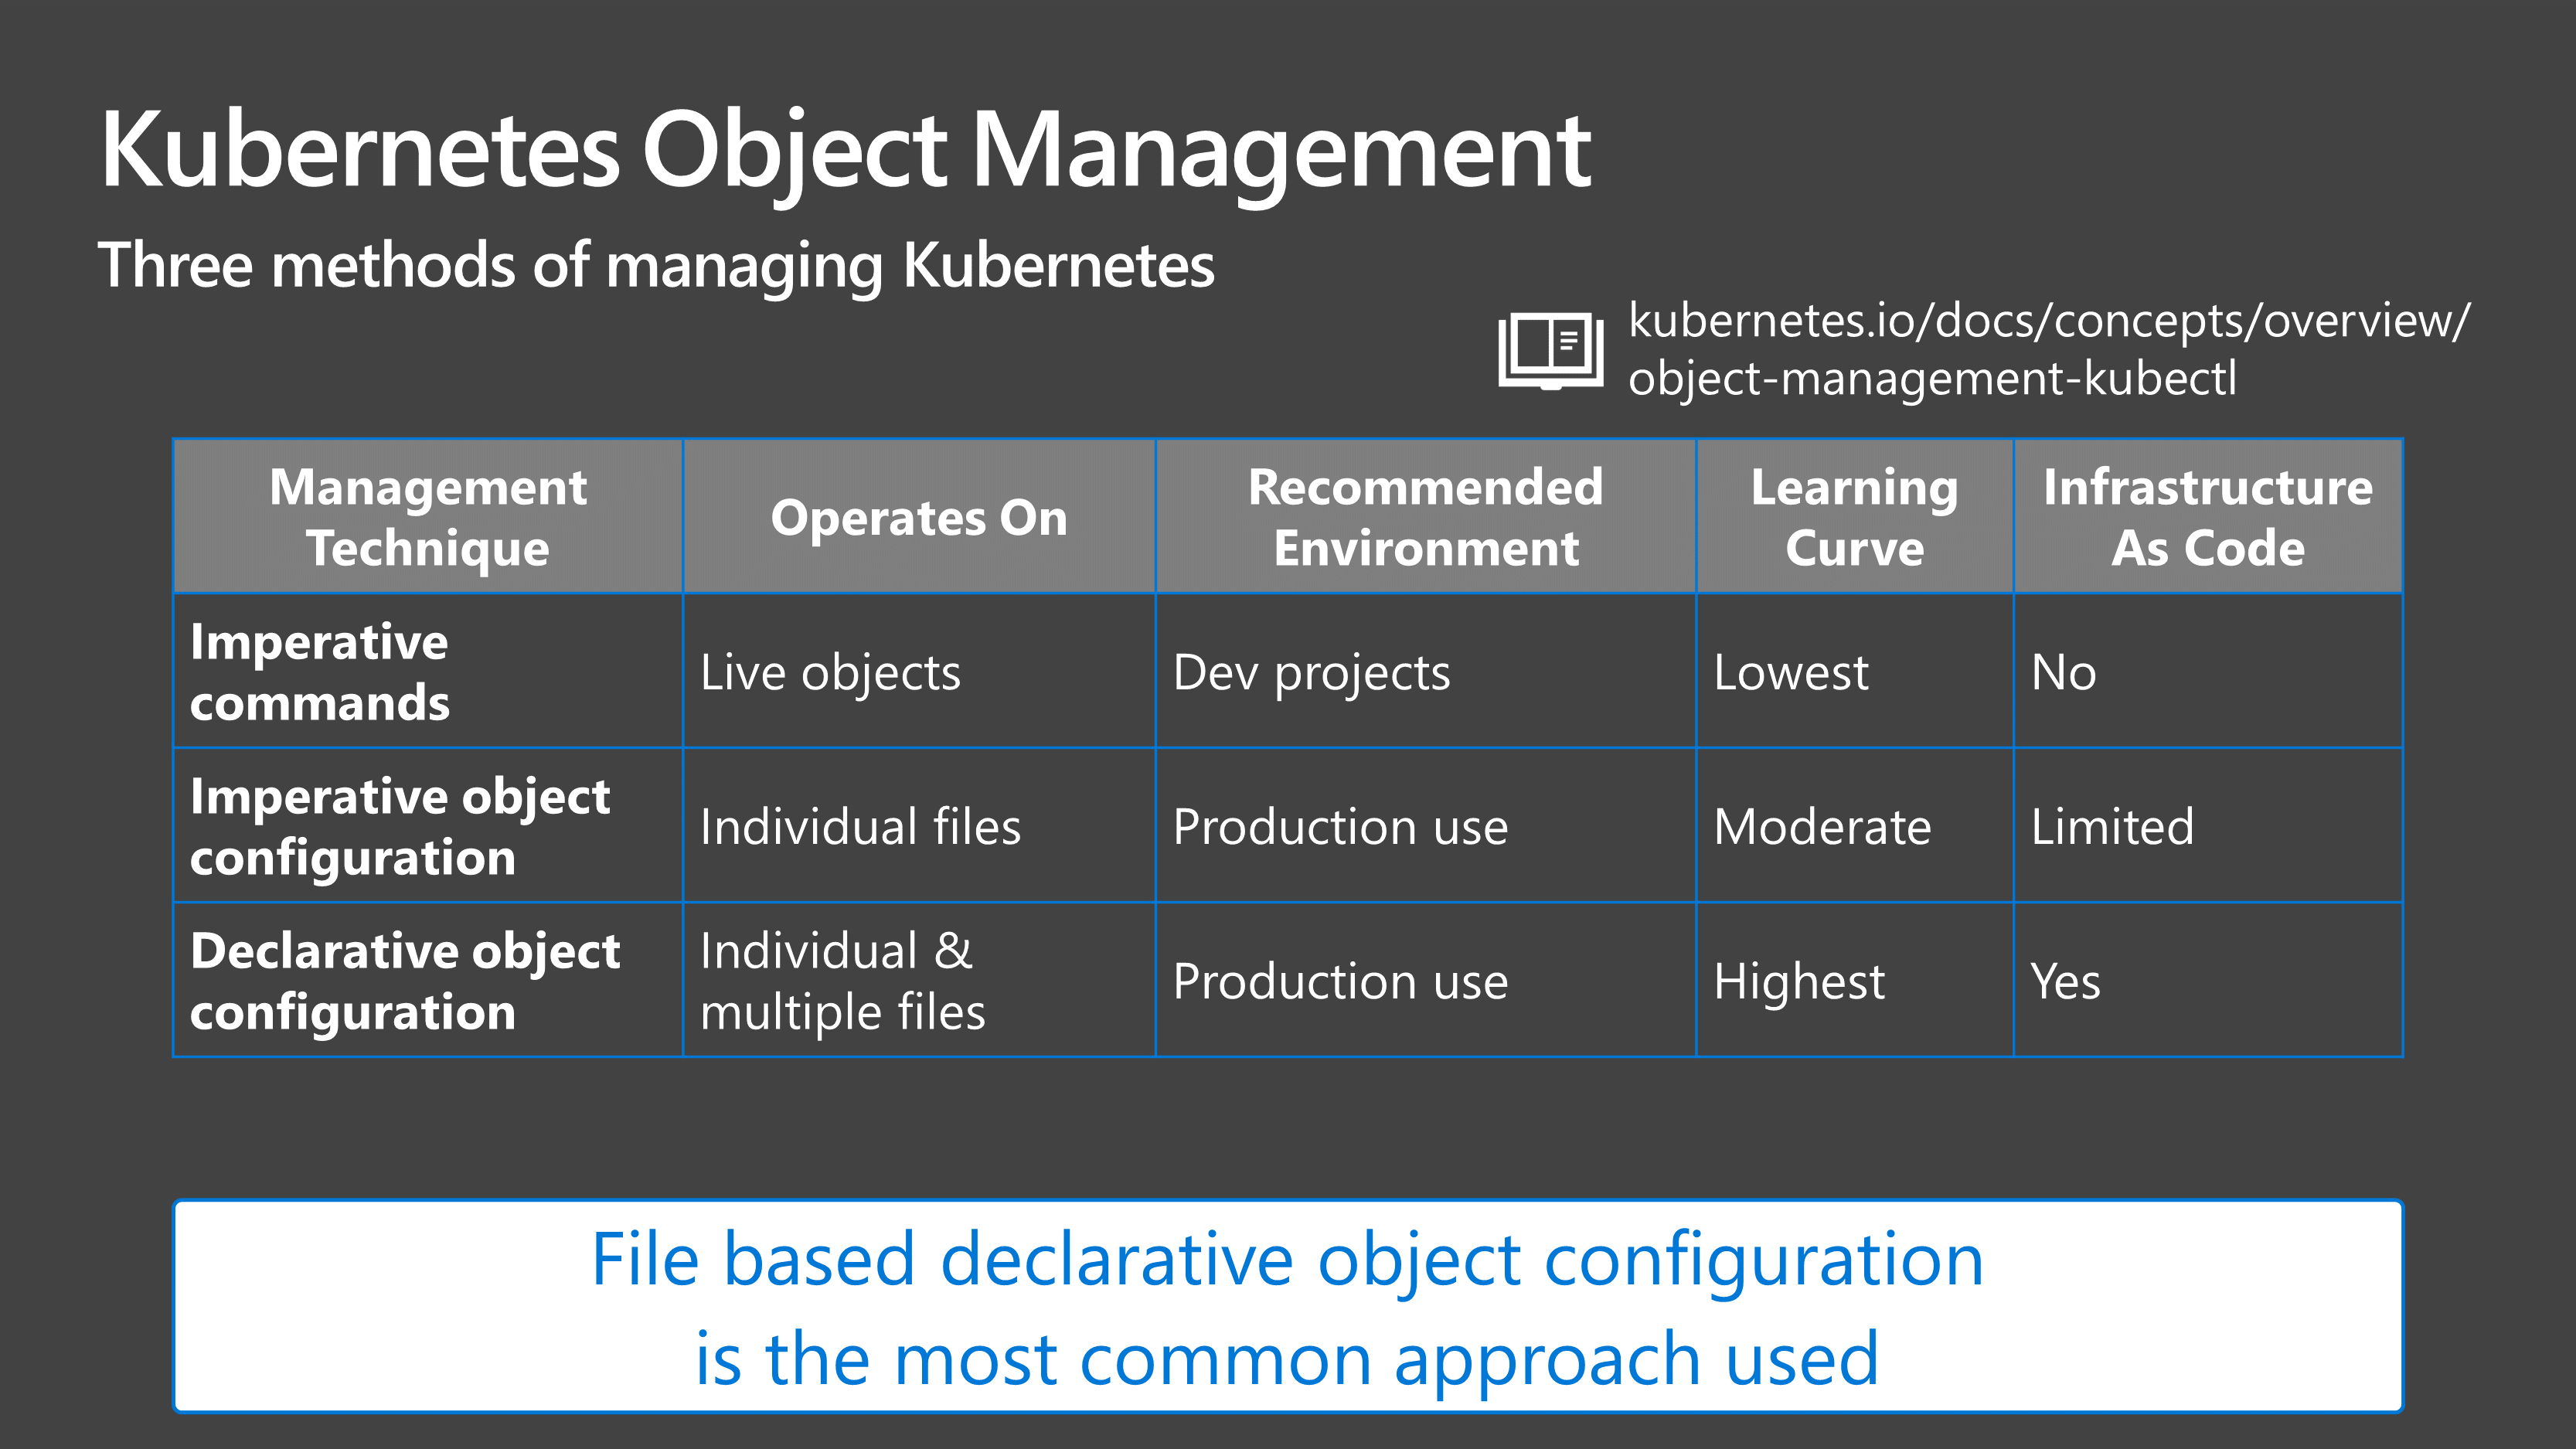 Kubernetes Object Management
Three methods of managing Kubernetes
kubernetes.io/docs/concepts/overview/
object-management-kubectl
Management
Technique
Operates On
Recommended
Environment
Learning
Curve
Infrastructure
As Code
Imperative
commands
Live objects
Dev projects
Lowest
No
Imperative object
configuration
Individual files
Production use
Moderate
Limited
Declarative object
configuration
Individual &
multiple files
Production use
Highest
Yes
File based declarative object configuration
is the most common approach used